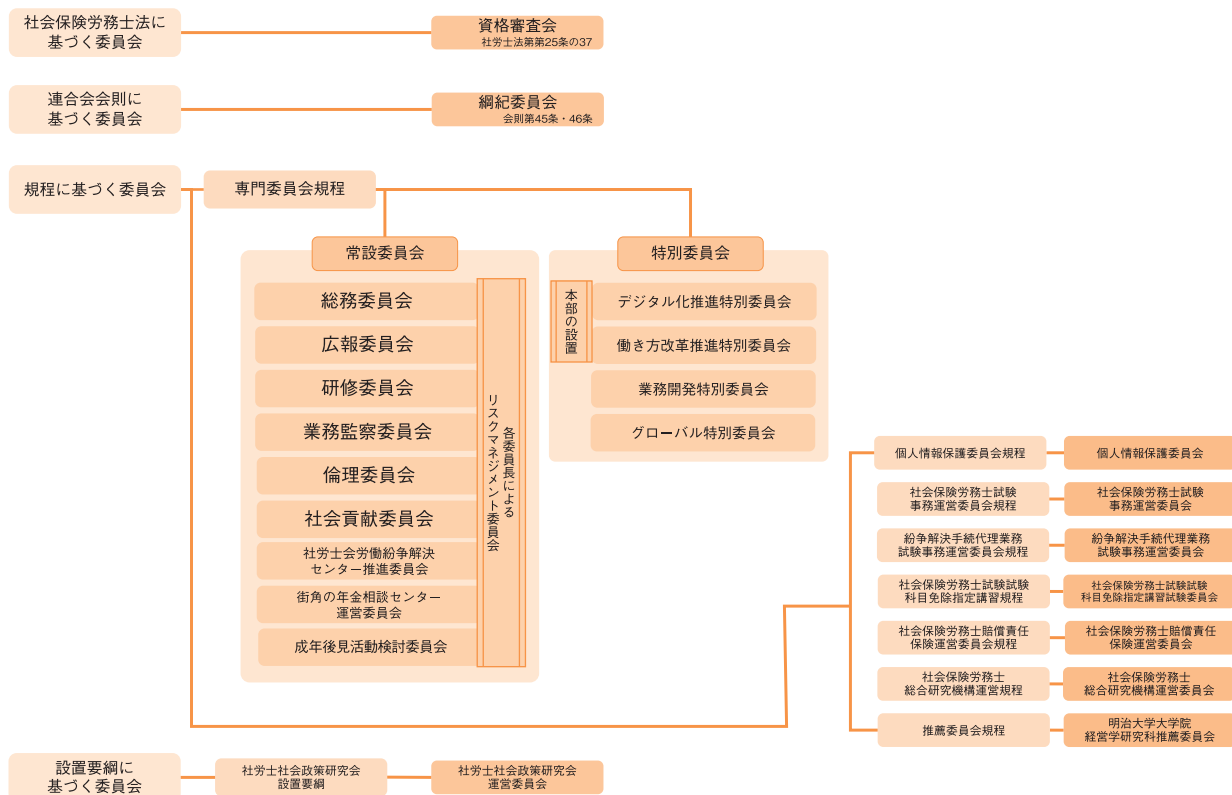 社会保険労務士法に
基づく委員会
資格審査会
社労士法第第25条の37
連合会会則に
基づく委員会
綱紀委員会
会則第45条・46条
規程に基づく委員会
専門委員会規程
常設委員会
総務委員会
広報委員会
研修委員会
業務監察委員会
倫理委員会
社会貢献委員会
社労士会労働紛争解決
センター推進委員会
街角の年金相談センター
運営委員会
成年後見活動検討委員会
各委員長による
リスクマネジメント委員会
特別委員会
本部の設置
デジタル化推進特別委員会
働き方改革推進特別委員会
業務開発特別委員会
グローバル特別委員会
個人情報保護委員会規程
個人情報保護委員会
社会保険労務士試験
事務運営委員会規程
社会保険労務士試験
事務運営委員会
紛争解決手続代理業務
試験事務運営委員会規程
紛争解決手続代理業務
試験事務運営委員会
社会保険労務士試験試験
科目免除指定講習規程
社会保険労務士試験試験
科目免除指定講習試験委員会
社会保険労務士賠償責任
保険運営委員会規程
社会保険労務士賠償責任
保険運営委員会
社会保険労務士
総合研究機構運営規程
社会保険労務士
総合研究機構運営委員会
推薦委員会規程
明治大学大学院
経営学研究科推薦委員会
設置要綱に
基づく委員会
社労士社会政策研究会
設置要綱
社労士社会政策研究会
運営委員会